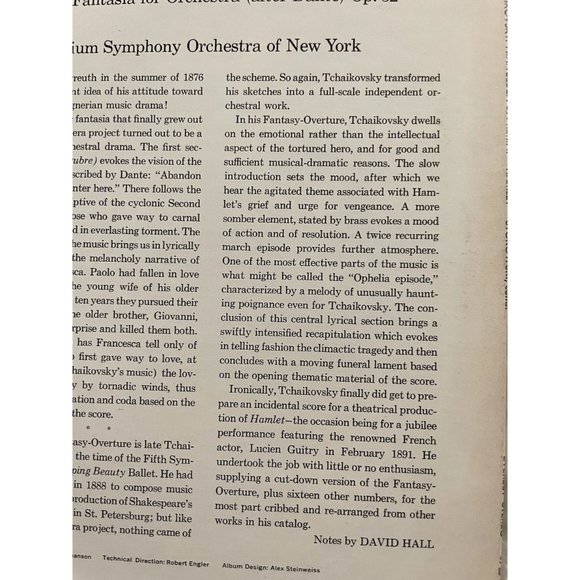 Fantasia for Orchestra (after Dante) Op. 32
ium Symphony Orchestra of New York
rreuth in the summer of 1876
nt idea of his attitude toward
gnerian music drama!
fantasia that finally grew out
era project turned out to be a
hestral drama. The first sec-
ubre) evokes the vision of the
scribed by Dante: "Abandon
nter here." There follows the
ptive of the cyclonic Second
ose who gave way to carnal
d in everlasting torment. The
the music brings us in lyrically
the melancholy narrative of
sca. Paolo had fallen in love
he young wife of his older
ten years they pursued their
he older brother, Giovanni,
rprise and killed them both.
has Francesca tell only of
first gave way to love, at
haikovsky's music) the lov-
y by tornadic winds, thus
ation and coda based on the
the score.
* *
asy-Overture is late Tchai-
the time of the Fifth Sym-
ping Beauty Ballet. He had
in 1888 to compose music
production of Shakespeare's
in St. Petersburg; but like
ra project, nothing came of
the scheme. So again, Tchaikovsky transformed
his sketches into a full-scale independent or-
chestral work.
In his Fantasy-Overture, Tchaikovsky dwells
on the emotional rather than the intellectual
aspect of the tortured hero, and for good and
sufficient musical-dramatic reasons. The slow
introduction sets the mood, after which we
hear the agitated theme associated with Ham-
let's grief and urge for vengeance. A more
somber element, stated by brass evokes a mood
of action and of resolution. A twice recurring
march episode provides further atmosphere.
One of the most effective parts of the music is
what might be called the "Ophelia episode,"
characterized by a melody of unusually haunt-
ing poignance even for Tchaikovsky. The con-
clusion of this central lyrical section brings a
swiftly intensified recapitulation which evokes
in telling fashion the climactic tragedy and then
concludes with a moving funeral lament based
on the opening thematic material of the score.
Ironically, Tchaikovsky finally did get to pre-
pare an incidental score for a theatrical produc-
tion of Hamlet—the occasion being for a jubilee
performance featuring the renowned French
actor, Lucien Guitry in February 1891. He
undertook the job with little or no enthusiasm,
supplying a cut-down version of the Fantasy-
Overture, plus sixteen other numbers, for the
most part cribbed and re-arranged from other
works in his catalog.
Notes by DAVID HALL
hanson Technical Direction: Robert Engler Album Design: Alex Steinweiss